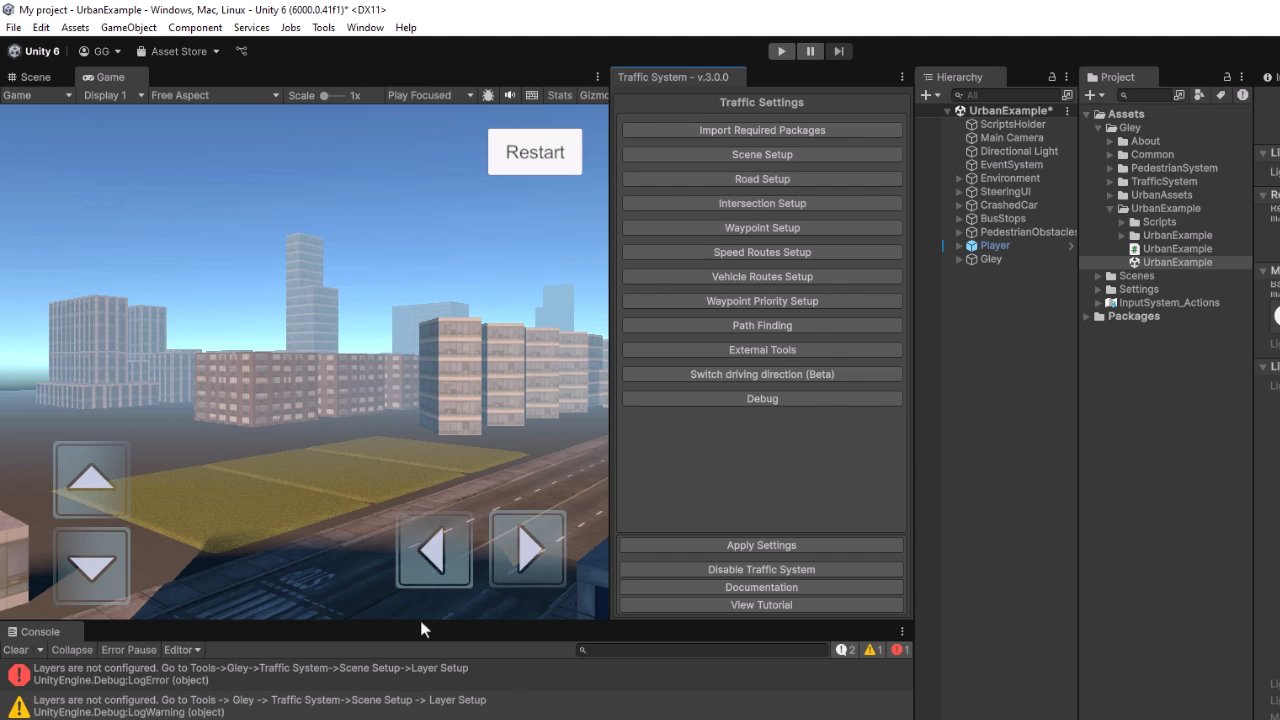 My project - UrbanExample - Windows, Mac, Linux - Unity 6 (6000.0.41f1)* <DX11>
File Edit Assets GameObject Component Services Jobs Tools Window Help
Unity 6 GG Asset Store
Scene Game
Game Display 1 Free Aspect Scale 1x Play Focused Stats Gizmo
Restart
Traffic System - v.3.0.0
Traffic Settings
Import Required Packages
Scene Setup
Road Setup
Intersection Setup
Waypoint Setup
Speed Routes Setup
Vehicle Routes Setup
Waypoint Priority Setup
Path Finding
External Tools
Switch driving direction (Beta)
Debug
Apply Settings
Disable Traffic System
Documentation
View Tutorial
Hierarchy
All
UrbanExample*
ScriptsHolder
Main Camera
Directional Light
EventSystem
Environment
SteeringUI
CrashedCar
BusStops
PedestrianObstacles
Player
Gley
Project
Assets
Gley
About
Common
PedestrianSystem
TrafficSystem
UrbanAssets
UrbanExample
Scripts
UrbanExample
UrbanExample
UrbanExample
Scenes
Settings
InputSystem_Actions
Packages
Console
Clear Collapse Error Pause Editor 2 1 1
Layers are not configured. Go to Tools->Gley->Traffic System->Scene Setup->Layer Setup
UnityEngine.Debug:LogError (object)
Layers are not configured. Go to Tools -> Gley -> Traffic System->Scene Setup -> Layer Setup
UnityEngine.Debug:LogWarning (object)